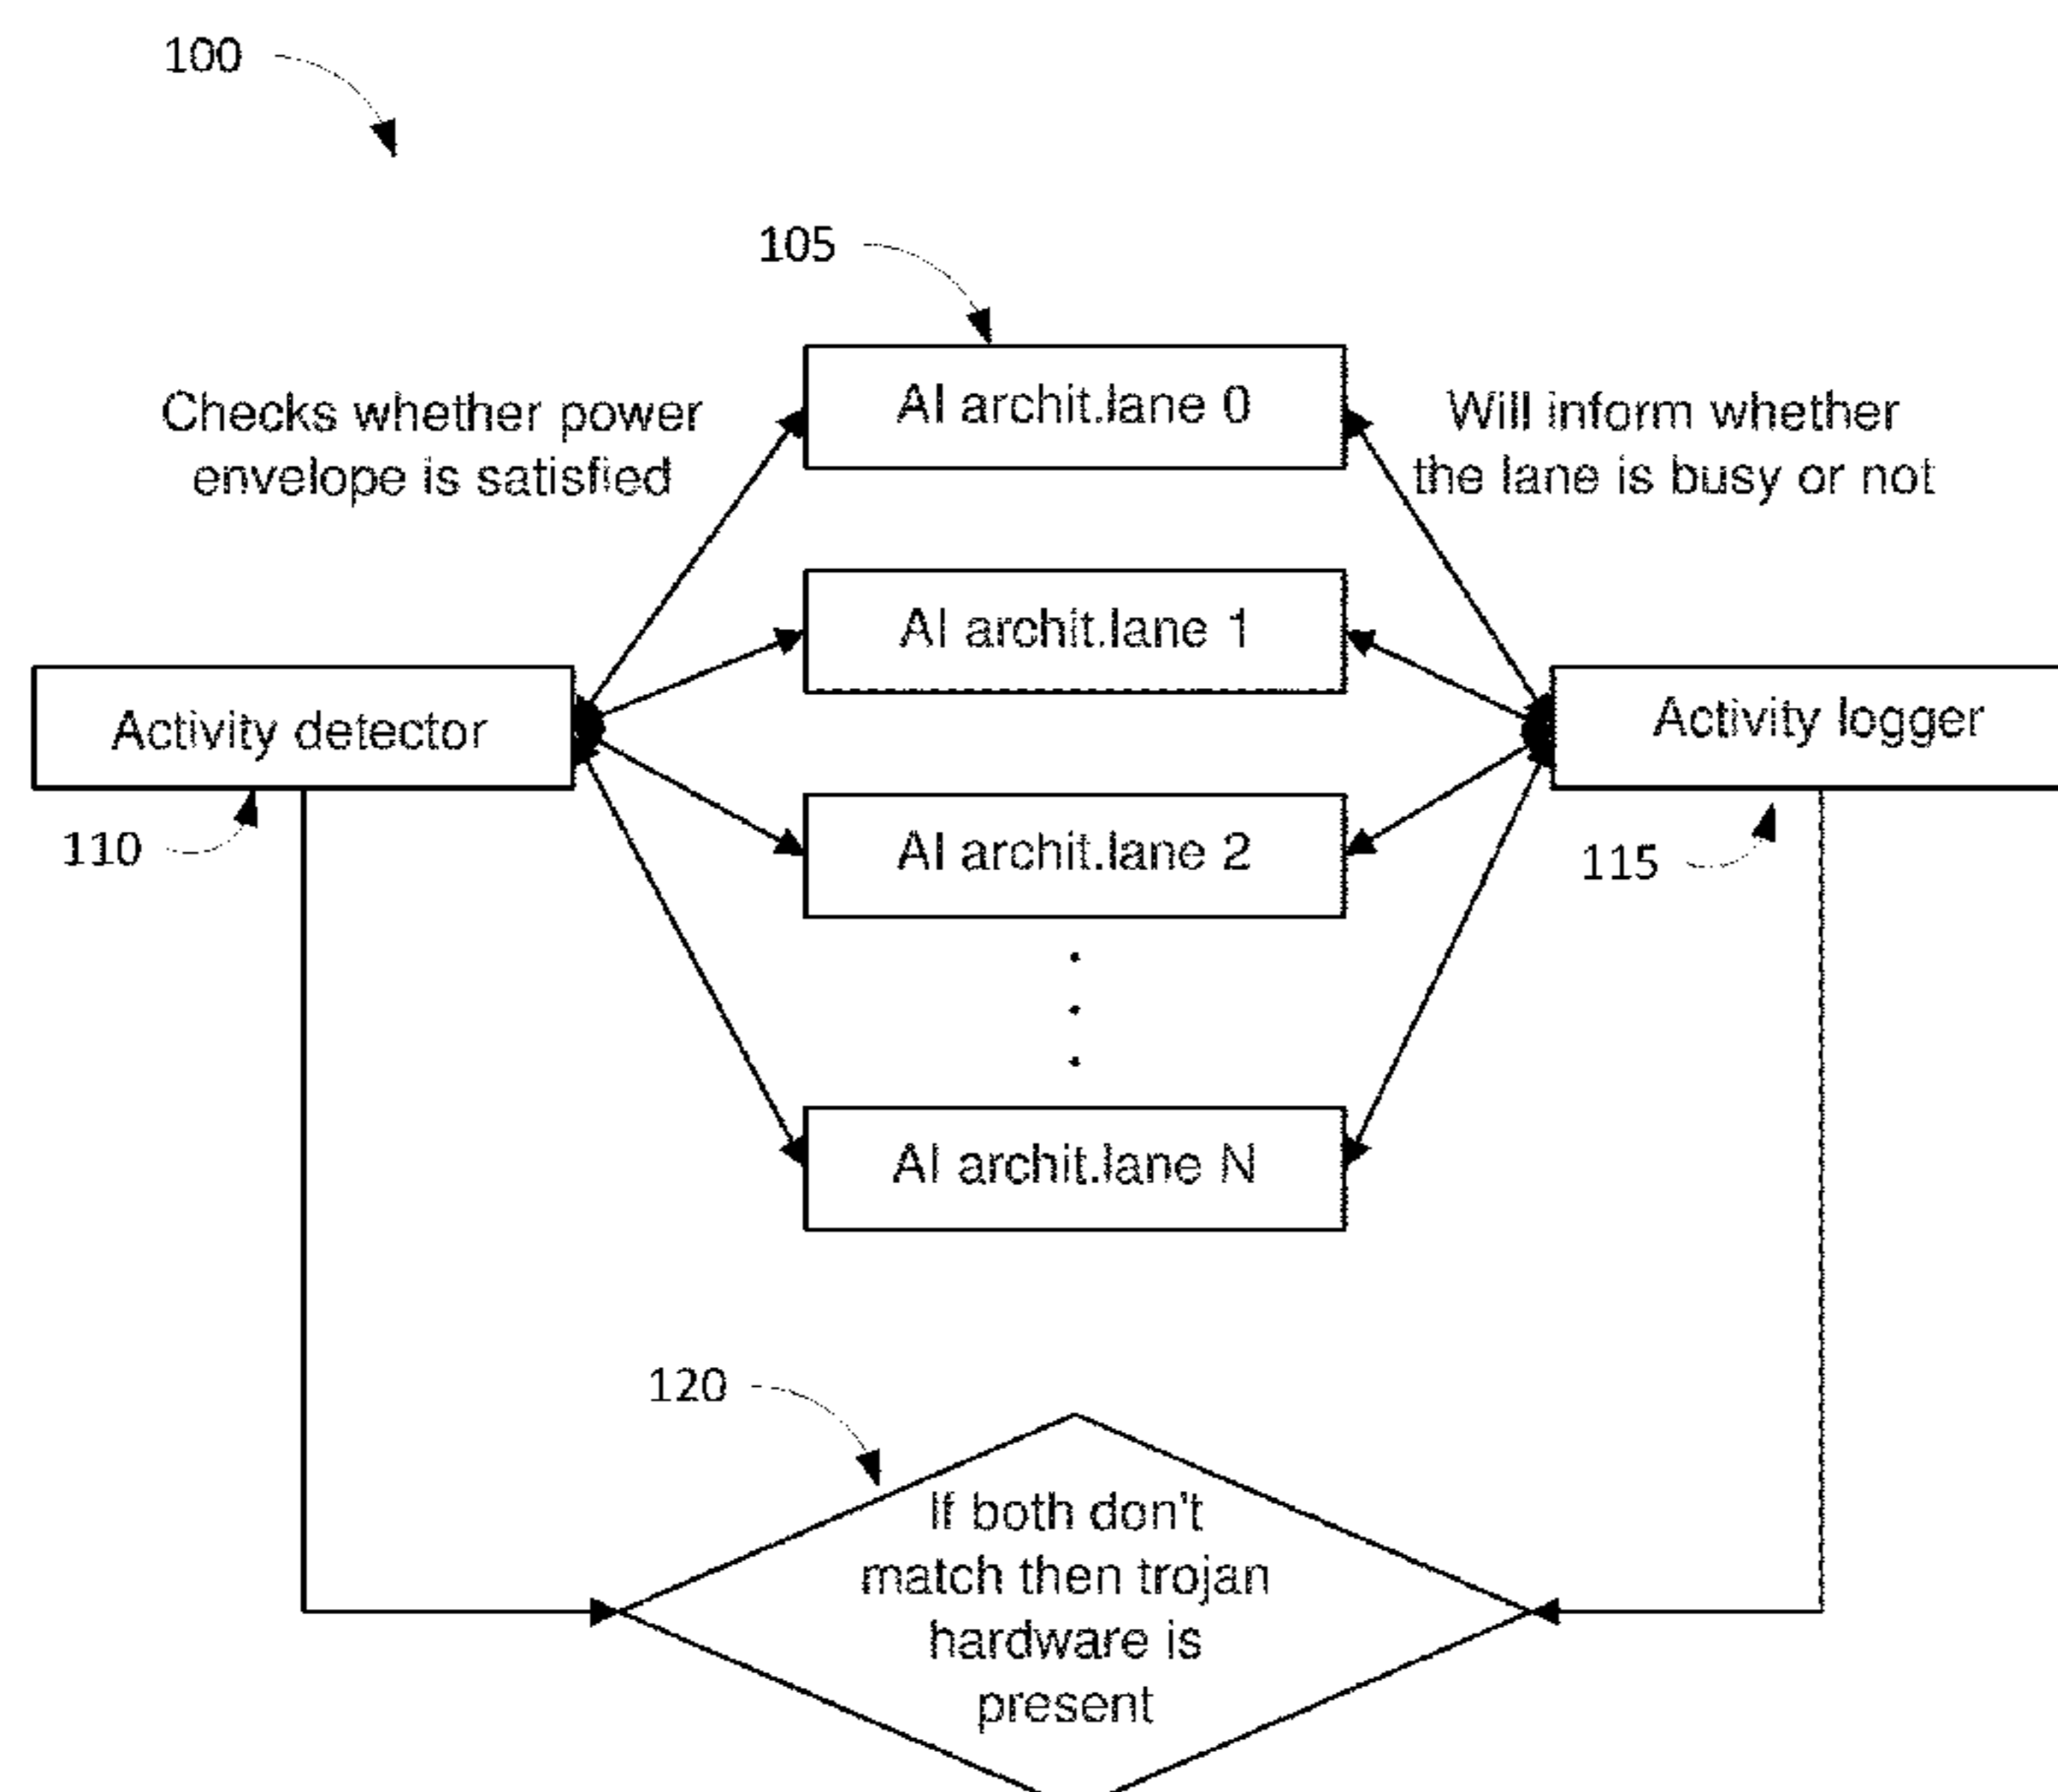 100
105
AI archit.lane 0
Checks whether power
envelope is satisfied
Will inform whether
the lane is busy or not
AI archit.lane 1
Activity detector
Activity logger
110
AI archit.lane 2
115
AI archit.lane N
120
If both don't
match then trojan
hardware is
present